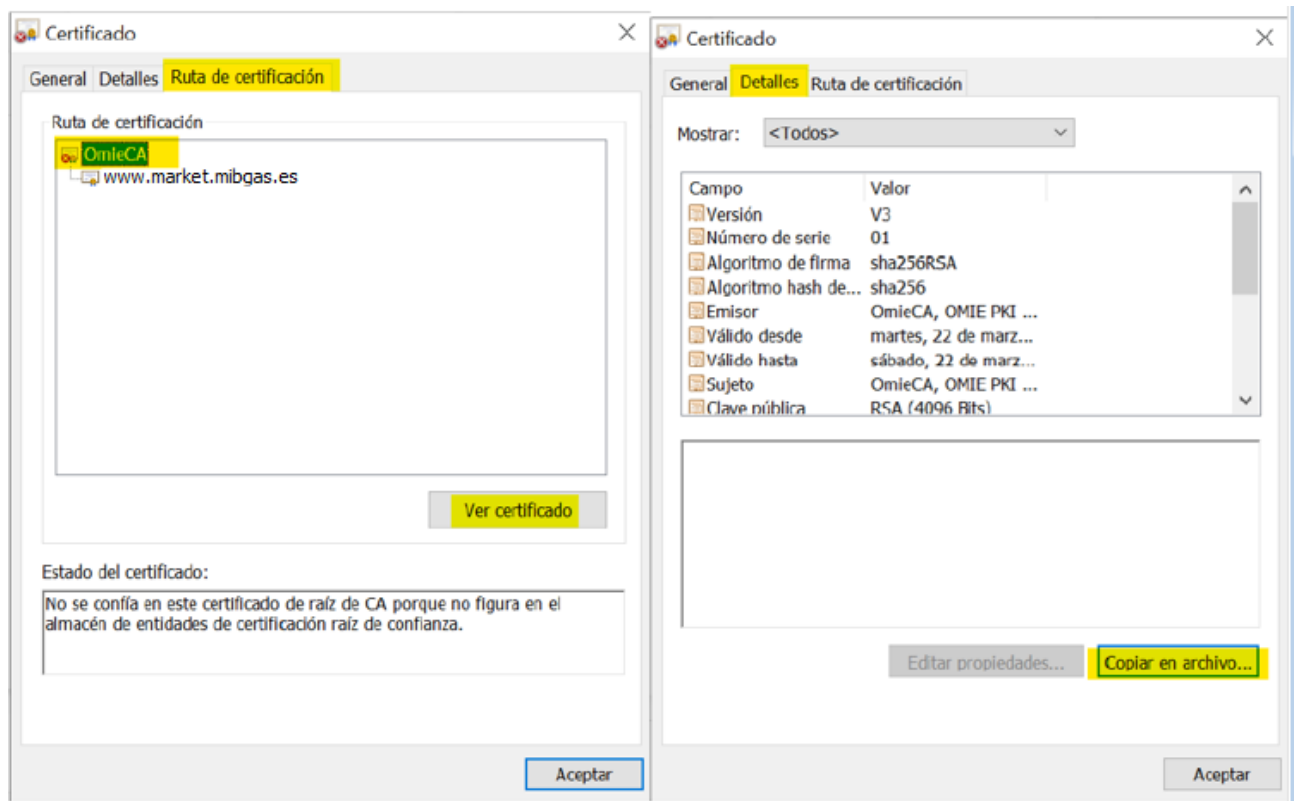 Certificado
General Detalles Ruta de certificación
Ruta de certificación
OmieCA
www.market.mibgas.es
Ver certificado
Estado del certificado:
No se confía en este certificado de raíz de CA porque no figura en el
almacén de entidades de certificación raíz de confianza.
Aceptar
Certificado
General Detalles Ruta de certificación
Mostrar: <Todos>
Campo Valor
Versión V3
Número de serie 01
Algoritmo de firma sha256RSA
Algoritmo hash de... sha256
Emisor OmieCA, OMIE PKI ...
Válido desde martes, 22 de marz...
Válido hasta sábado, 22 de marz...
Sujeto OmieCA, OMIE PKI ...
Clave pública RSA (4096 Bits)
Editar propiedades... Copiar en archivo...
Aceptar